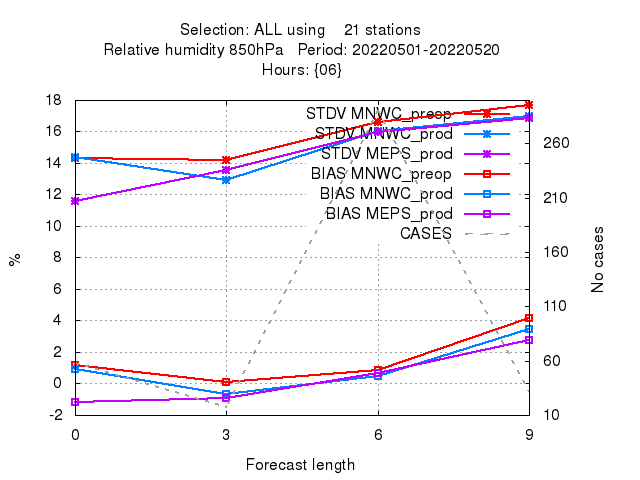 Selection: ALL using 21 stations
Relative humidity 850hPa Period: 20220501-20220520
Hours: {06}
18
16
14
12
10
8
6
4
2
0
-2
%
STDV MNWC_preop
STDV MNWC_prod
STDV MEPS_prod
BIAS MNWC_preop
BIAS MNWC_prod
BIAS MEPS_prod
CASES
260
210
160
110
60
10
No cases
0 3 6 9
Forecast length